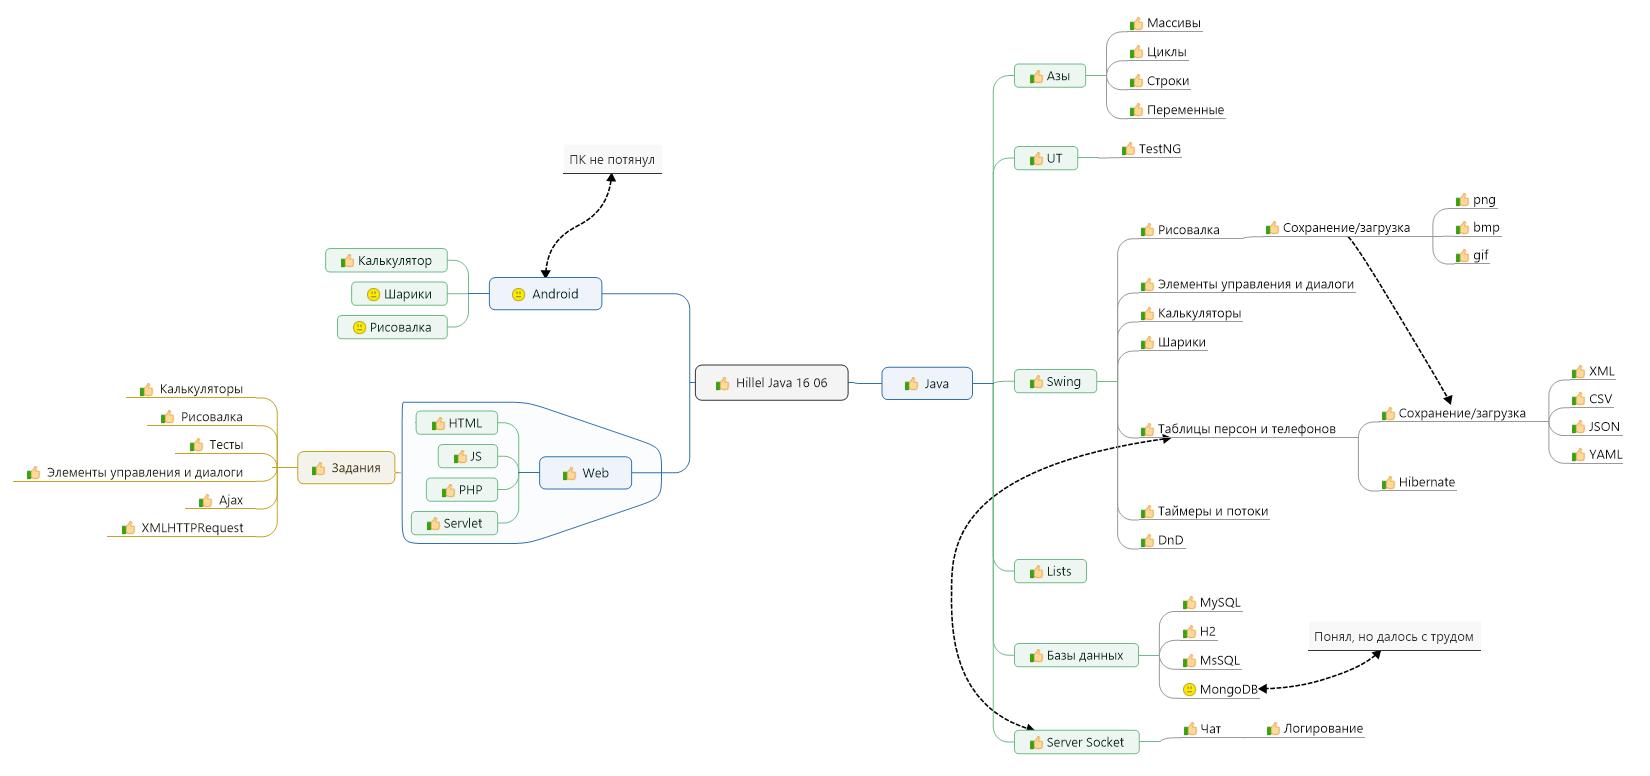 Hillel Java 16 06
Java
Азы
Массивы
Циклы
Строки
Переменные
UT
TestNG
Swing
Рисовалка
Сохранение/загрузка
png
bmp
gif
Элементы управления и диалоги
Калькуляторы
Шарики
Таблицы персон и телефонов
Сохранение/загрузка
XML
CSV
JSON
YAML
Hibernate
Таймеры и потоки
DnD
Lists
Базы данных
MySQL
H2
MsSQL
MongoDB
Понял, но далось с трудом
Server Socket
Чат
Логирование
ПК не потянул
Android
Калькулятор
Шарики
Рисовалка
Web
HTML
JS
PHP
Servlet
Задания
Калькуляторы
Рисовалка
Тесты
Элементы управления и диалоги
Ajax
XMLHTTPRequest